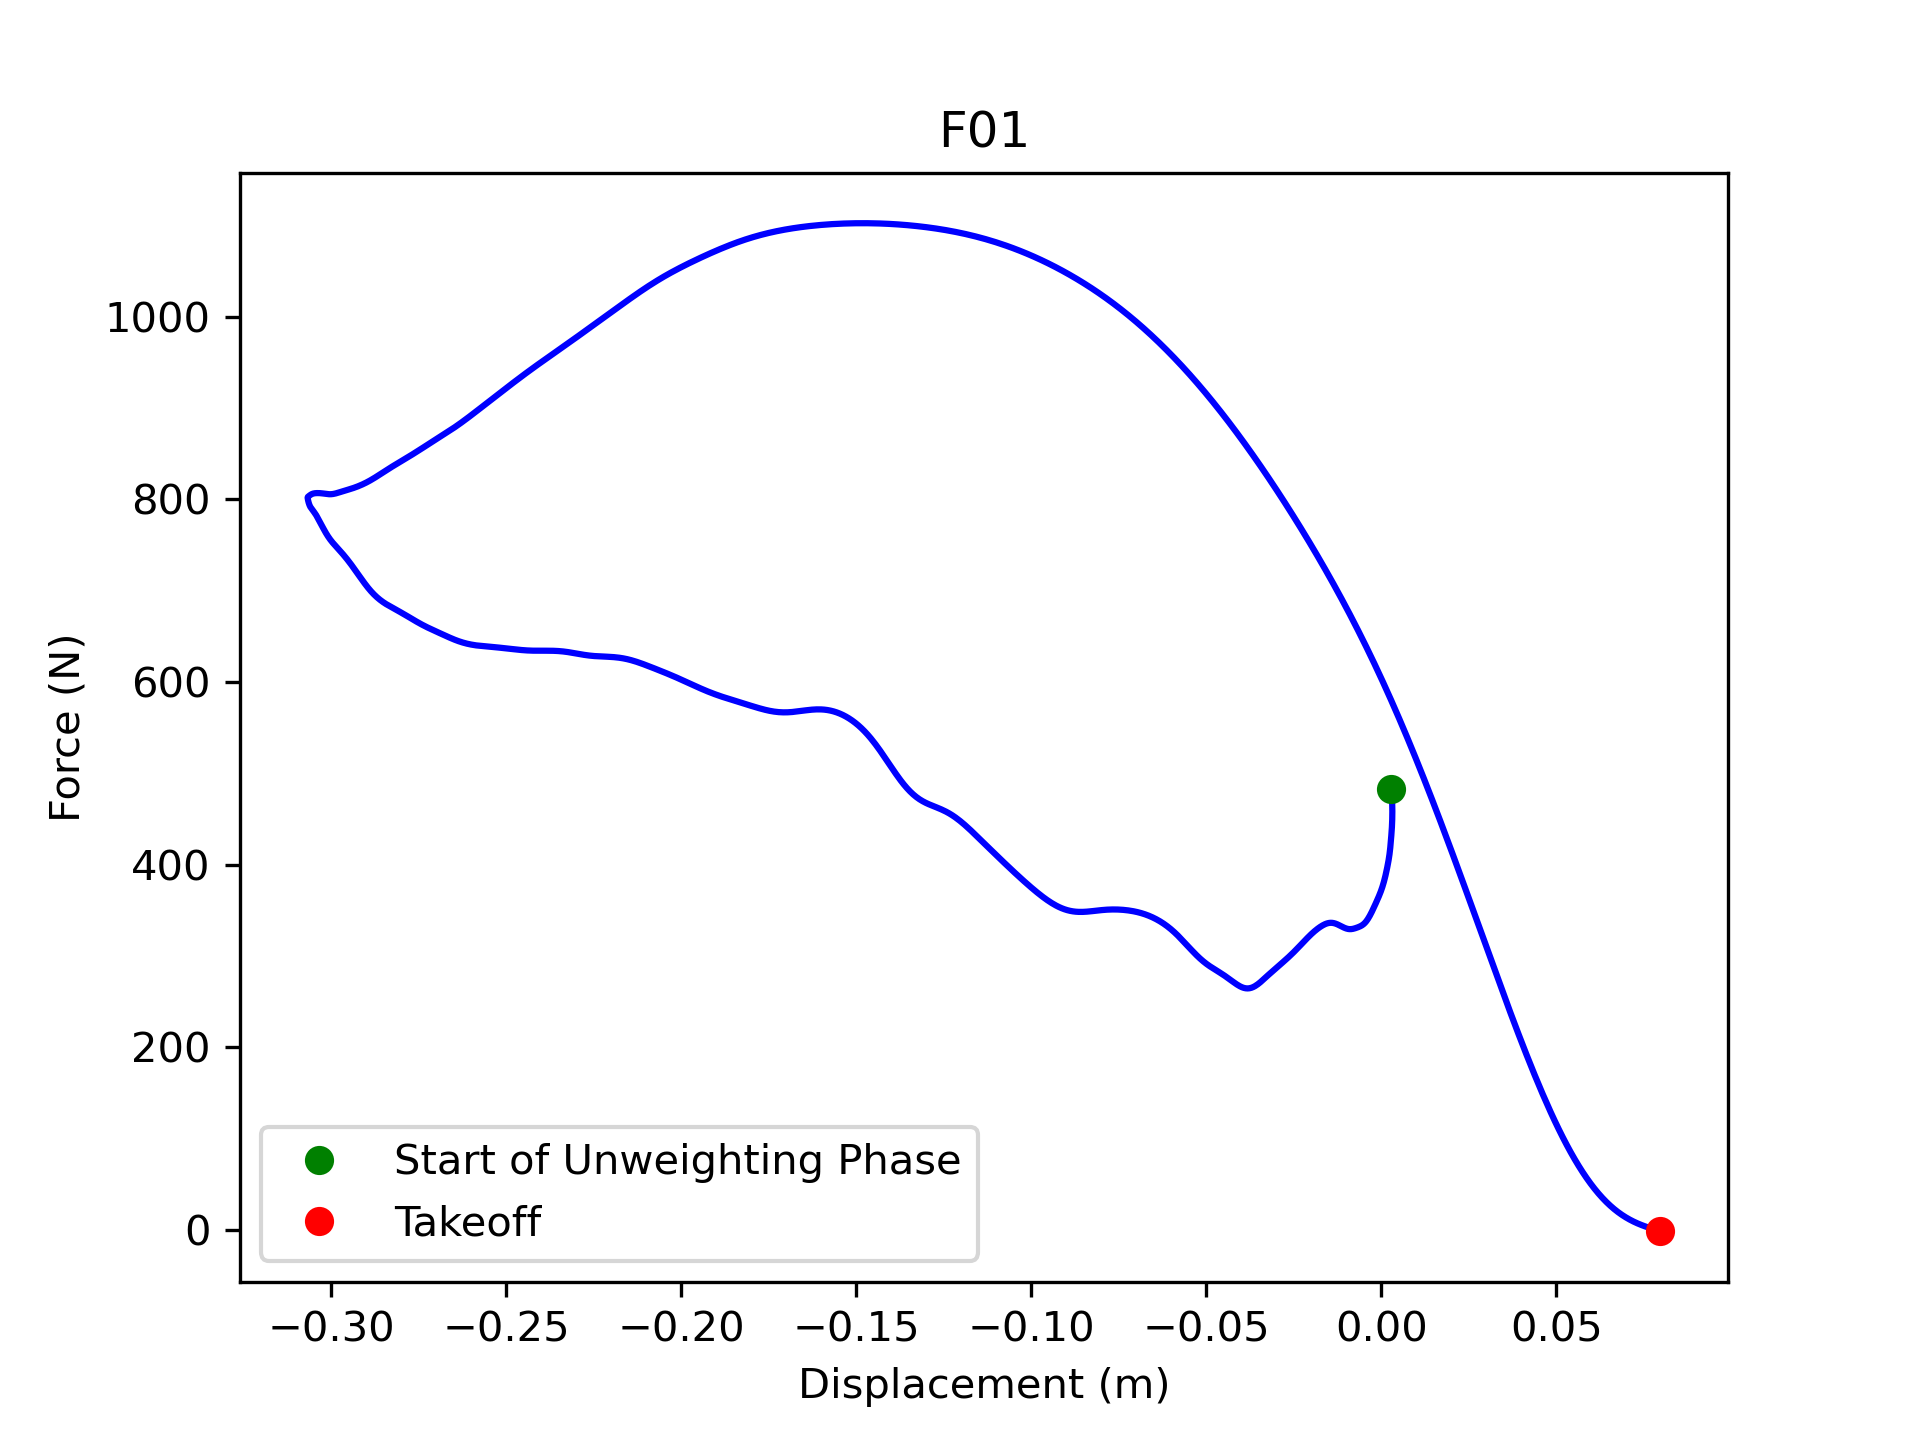 F01
Force (N)
1000
800
600
400
200
0
Start of Unweighting Phase
Takeoff
−0.30 −0.25 −0.20 −0.15 −0.10 −0.05 0.00 0.05
Displacement (m)